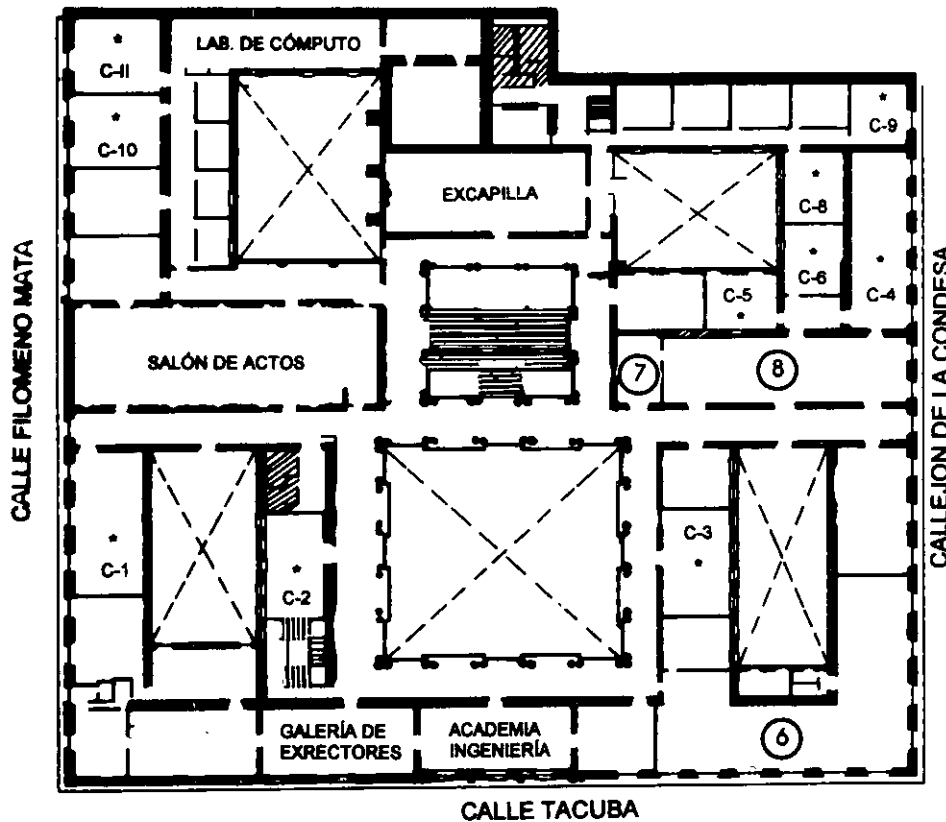 LAB. DE CÓMPUTO
C-11
C-10
C-9
EXCAPILLA
C-8
C-6
C-5
C-4
SALÓN DE ACTOS
7
8
CALLE FILOMENO MATA
CALLEJON DE LA CONDESA
C-1
C-2
C-3
GALERÍA DE
EXRECTORES
ACADEMIA
INGENIERÍA
6
CALLE TACUBA